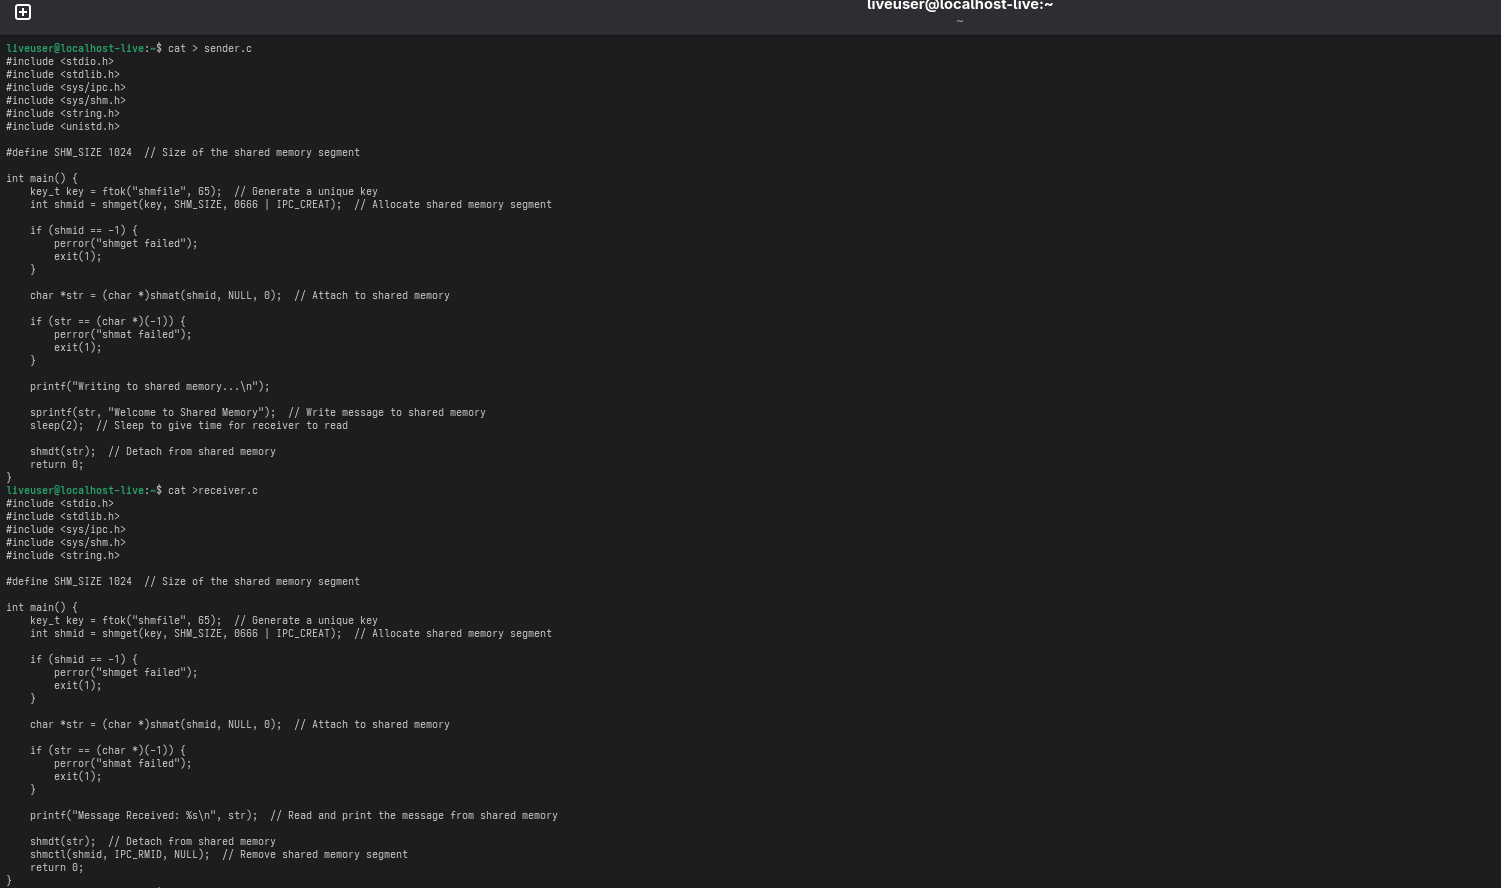 liveuser@localhost-live:~
~
liveuser@localhost-live:~$ cat > sender.c
#include <stdio.h>
#include <stdlib.h>
#include <sys/ipc.h>
#include <sys/shm.h>
#include <string.h>
#include <unistd.h>

#define SHM_SIZE 1024  // Size of the shared memory segment

int main() {
    key_t key = ftok("shmfile", 65);  // Generate a unique key
    int shmid = shmget(key, SHM_SIZE, 0666 | IPC_CREAT);  // Allocate shared memory segment

    if (shmid == -1) {
        perror("shmget failed");
        exit(1);
    }

    char *str = (char *)shmat(shmid, NULL, 0);  // Attach to shared memory

    if (str == (char *)(-1)) {
        perror("shmat failed");
        exit(1);
    }

    printf("Writing to shared memory...\n");

    sprintf(str, "Welcome to Shared Memory");  // Write message to shared memory
    sleep(2);  // Sleep to give time for receiver to read

    shmdt(str);  // Detach from shared memory
    return 0;
}
liveuser@localhost-live:~$ cat >receiver.c
#include <stdio.h>
#include <stdlib.h>
#include <sys/ipc.h>
#include <sys/shm.h>
#include <string.h>

#define SHM_SIZE 1024  // Size of the shared memory segment

int main() {
    key_t key = ftok("shmfile", 65);  // Generate a unique key
    int shmid = shmget(key, SHM_SIZE, 0666 | IPC_CREAT);  // Allocate shared memory segment

    if (shmid == -1) {
        perror("shmget failed");
        exit(1);
    }

    char *str = (char *)shmat(shmid, NULL, 0);  // Attach to shared memory

    if (str == (char *)(-1)) {
        perror("shmat failed");
        exit(1);
    }

    printf("Message Received: %s\n", str);  // Read and print the message from shared memory

    shmdt(str);  // Detach from shared memory
    shmctl(shmid, IPC_RMID, NULL);  // Remove shared memory segment
    return 0;
}